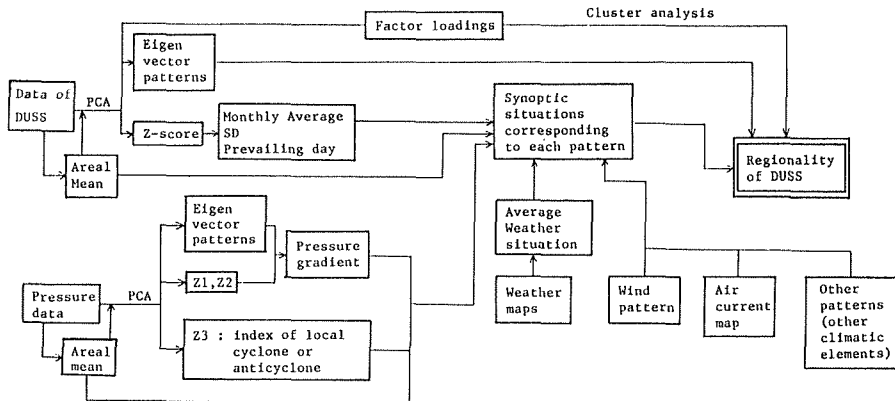 Cluster analysis
Factor loadings
Eigen
vector
patterns
Data of
DUSS
PCA
Z-score
Monthly Average
SD
Prevailing day
Areal
Mean
Synoptic
situations
corresponding
to each pattern
Regionality
of DUSS
Eigen
vector
patterns
Pressure
gradient
Z1,Z2
Pressure
data
PCA
Areal
mean
Z3 : index of local
cyclone or
anticyclone
Average
Weather
situation
Weather
maps
Wind
pattern
Air
current
map
Other
patterns
(other
climatic
elements)